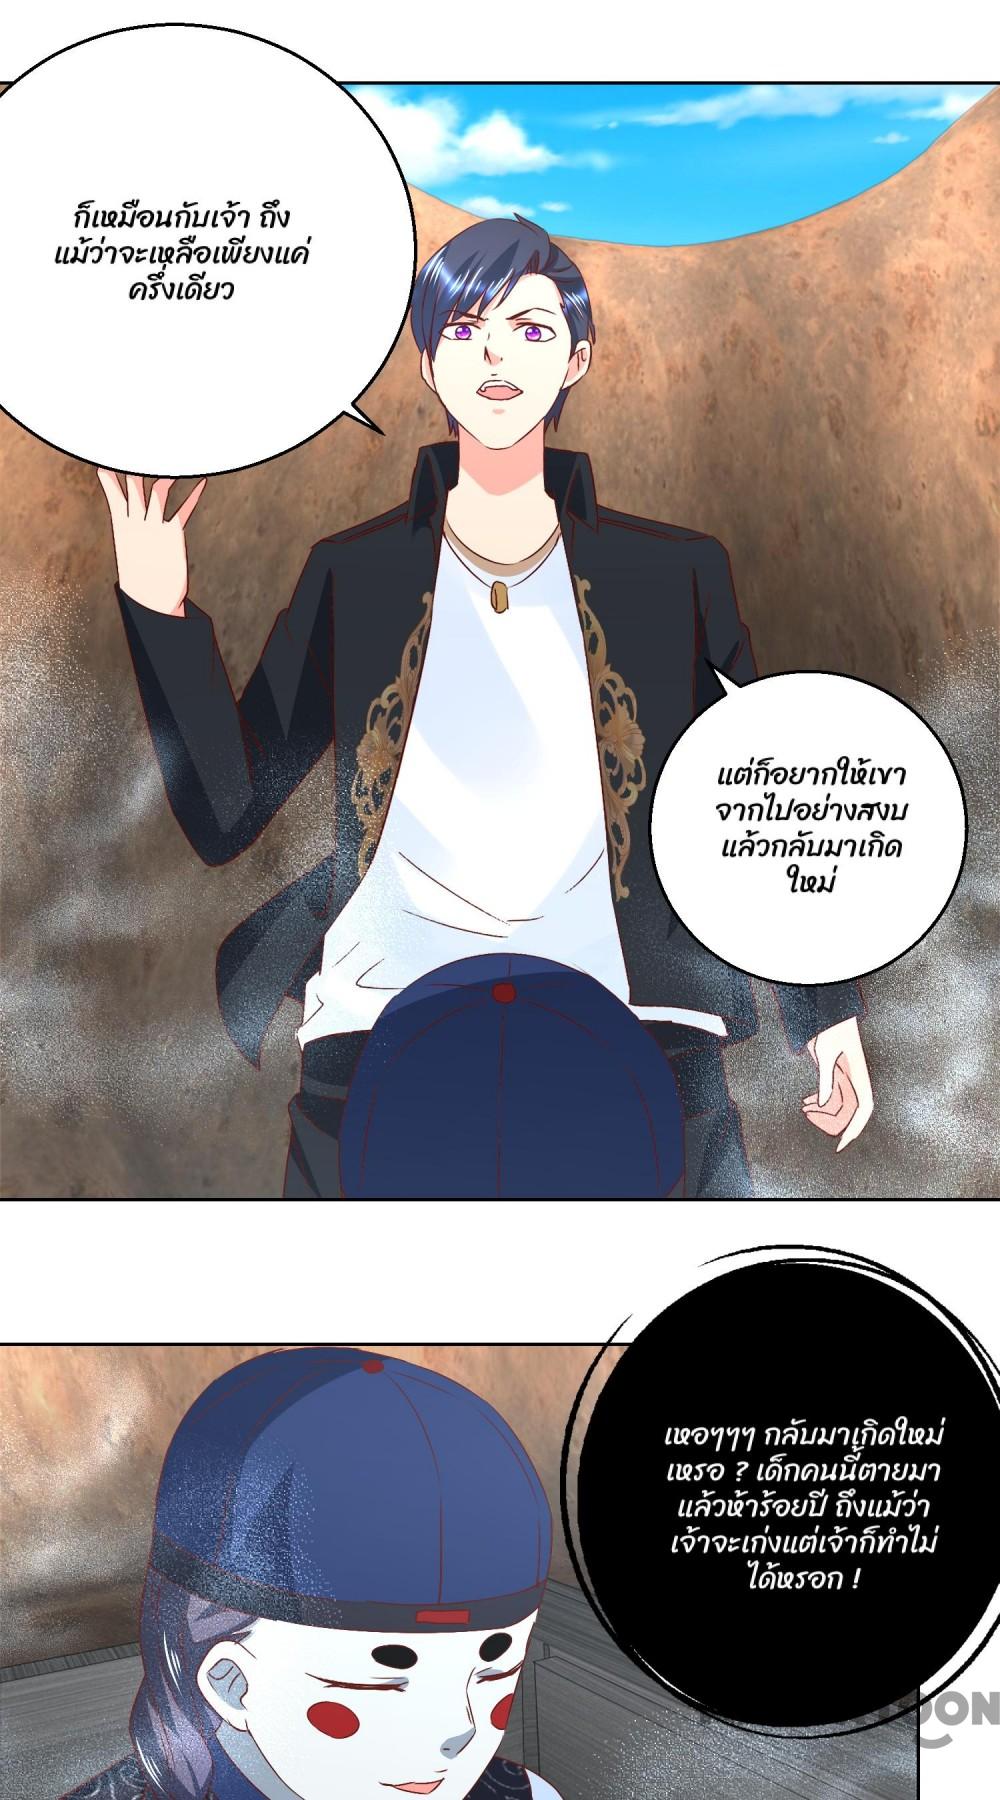 ก็เหมือนกับเจ้า ถึง
แม้ว่าจะเหลือเพียงแค่
ครึ่งเดียว
แต่ก็อยากให้เขา
จากไปอย่างสงบ
แล้วกลับมาเกิด
ใหม่
เหอๆๆๆ กลับมาเกิดใหม่
เหรอ ? เด็กคนนี้ตายมา
แล้วห้าร้อยปี ถึงแม้ว่า
เจ้าจะเก่งแต่เจ้าก็ทำไม่
ได้หรอก !